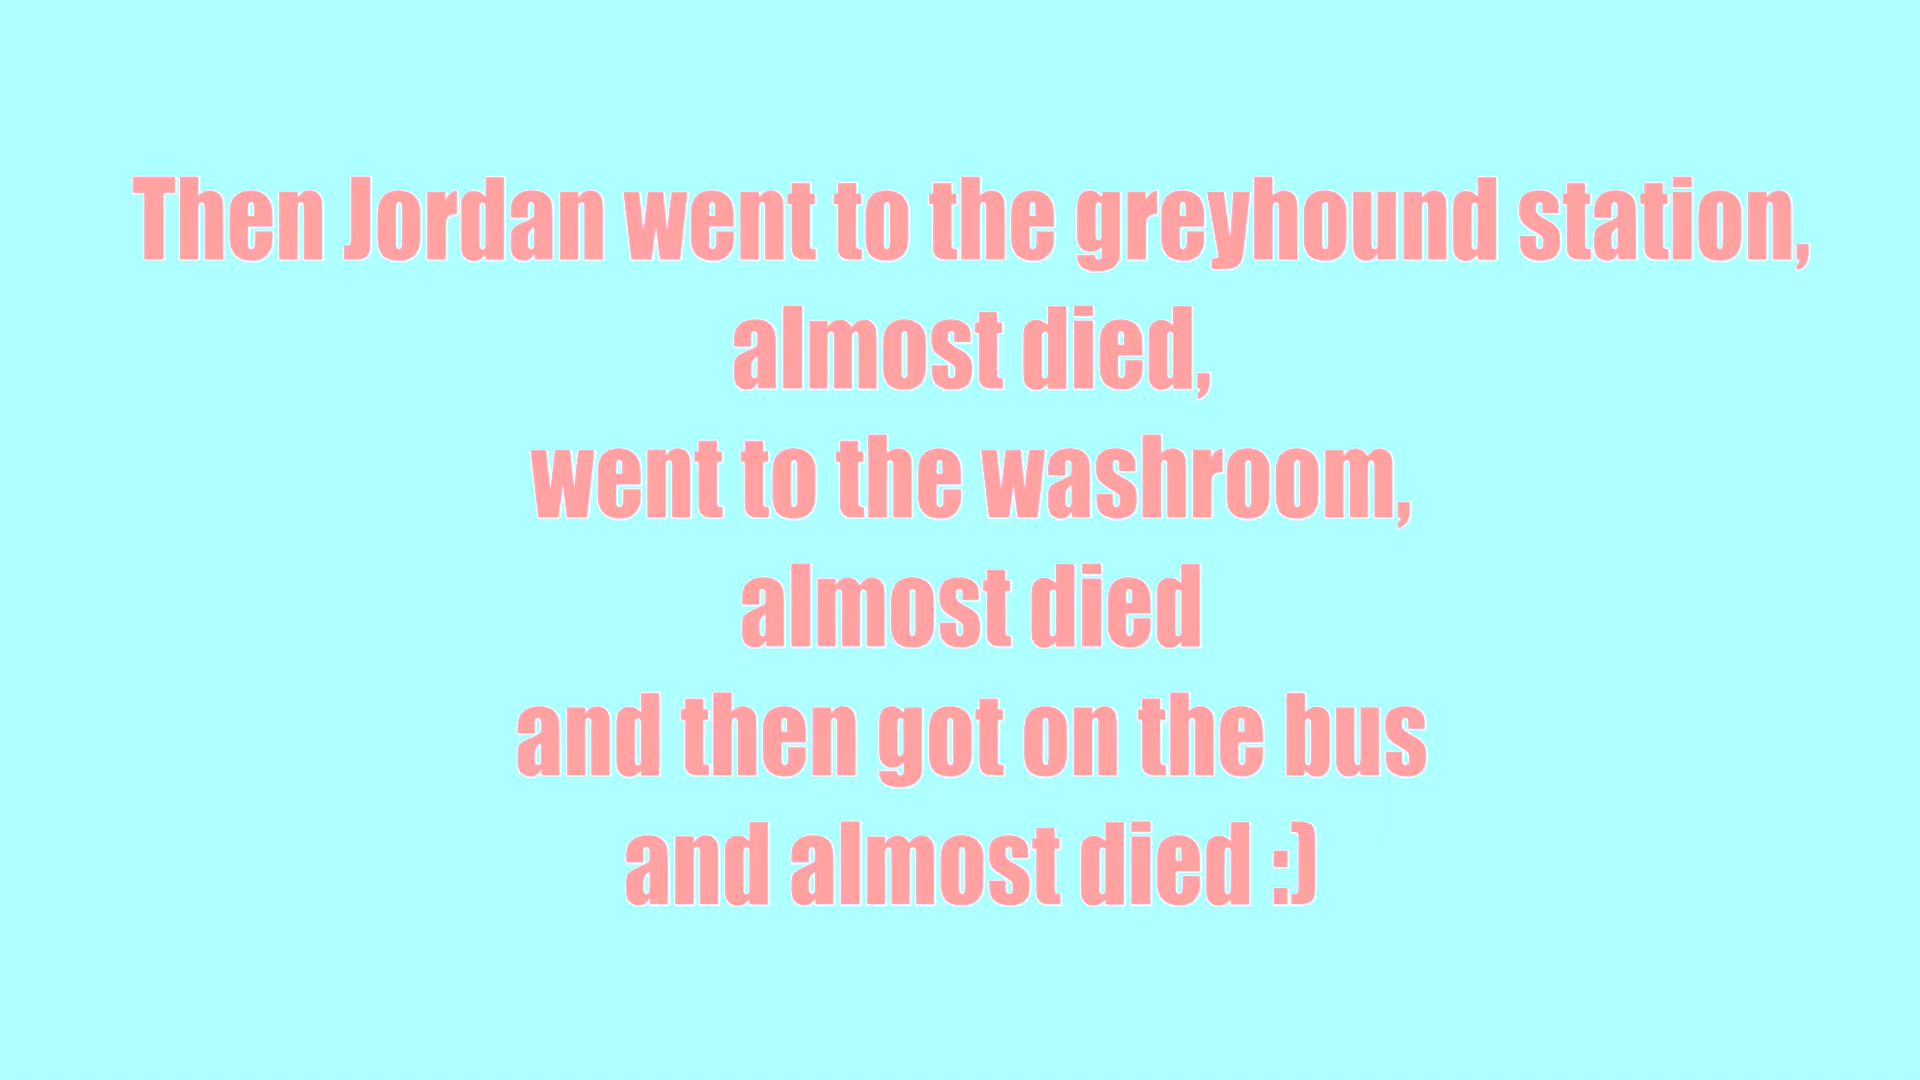 Then Jordan went to the greyhound station,
almost died,
went to the washroom,
almost died
and then got on the bus
and almost died :)